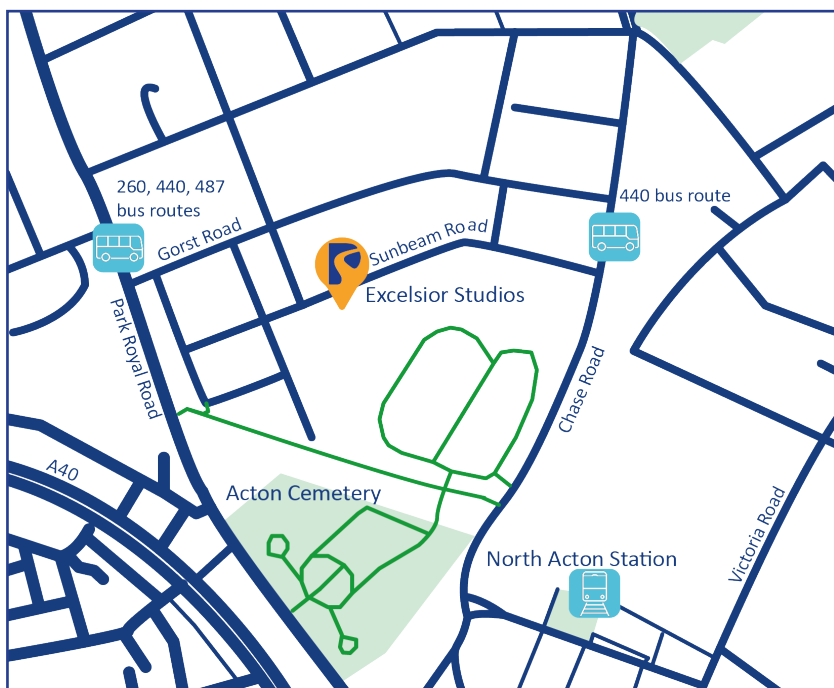 260, 440, 487
bus routes
440 bus route
Gorst Road
Sunbeam Road
Excelsior Studios
Park Royal Road
Chase Road
A40
Acton Cemetery
Victoria Road
North Acton Station